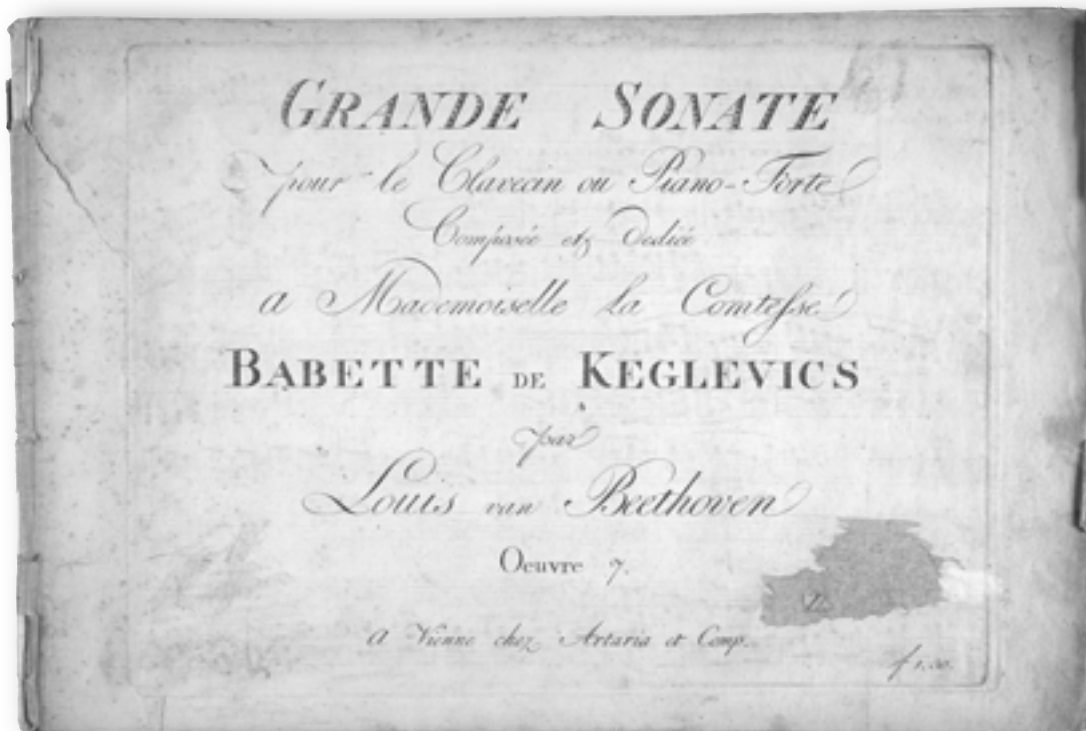 GRANDE SONATE
pour le Clavecin ou Piano-Forte
Composée et dediée
a Mademoiselle la Comtesse
BABETTE DE KEGLEVICS
par
Louis van Beethoven
Oeuvre 7.
a Vienne chez Artaria et Comp.
f 1.30.